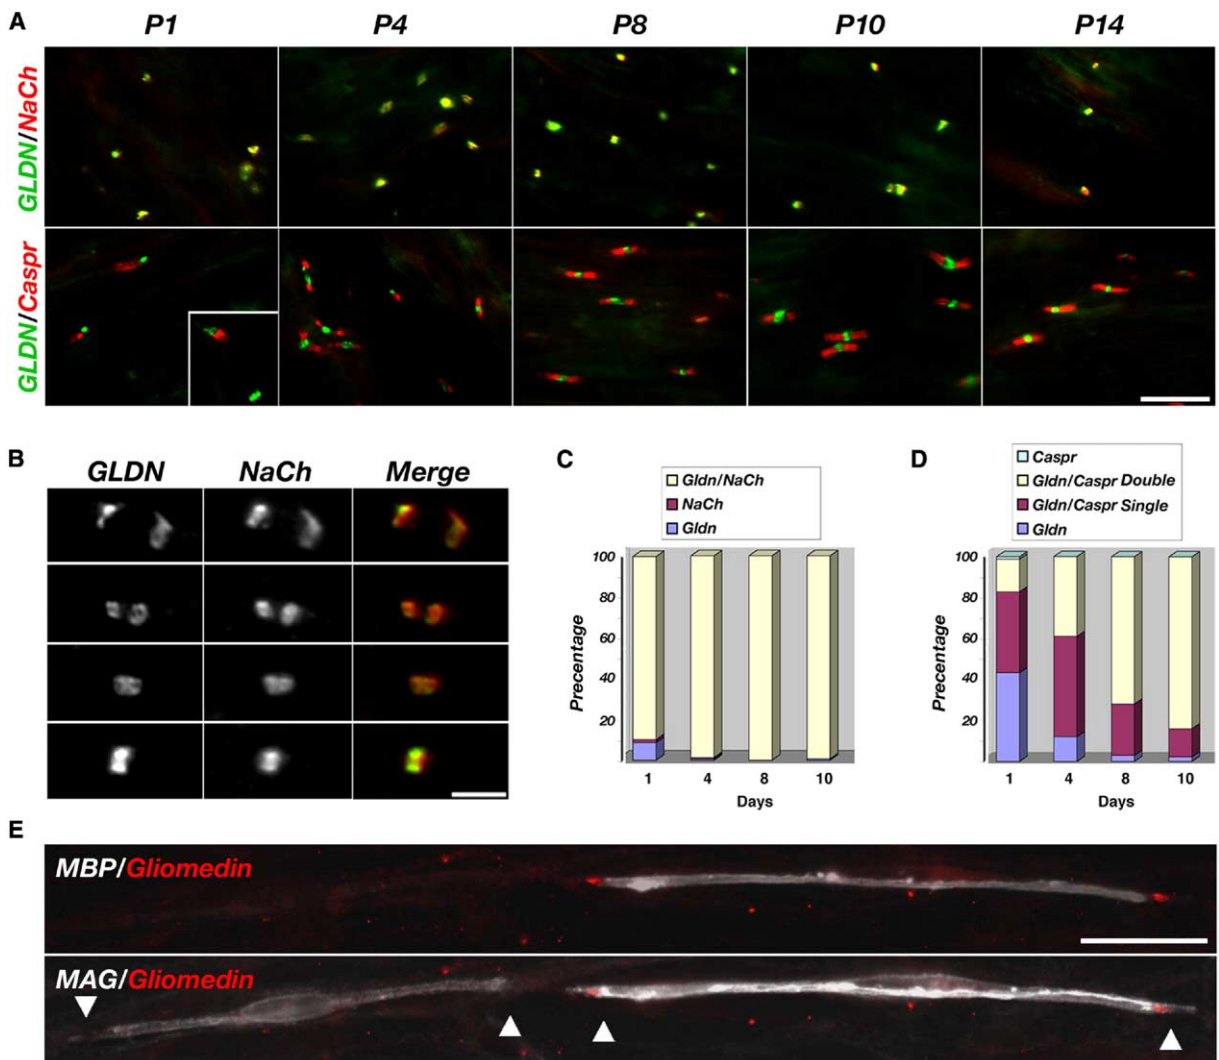 A
P1 P4 P8 P10 P14
GLDN/NaCh
GLDN/Caspr
B
GLDN NaCh Merge
C
Gldn/NaCh
NaCh
Gldn
Precentage
100
80
60
40
20
1 4 8 10
Days
D
Caspr
Gldn/Caspr Double
Gldn/Caspr Single
Gldn
Precentage
100
80
60
40
20
1 4 8 10
Days
E
MBP/Gliomedin
MAG/Gliomedin